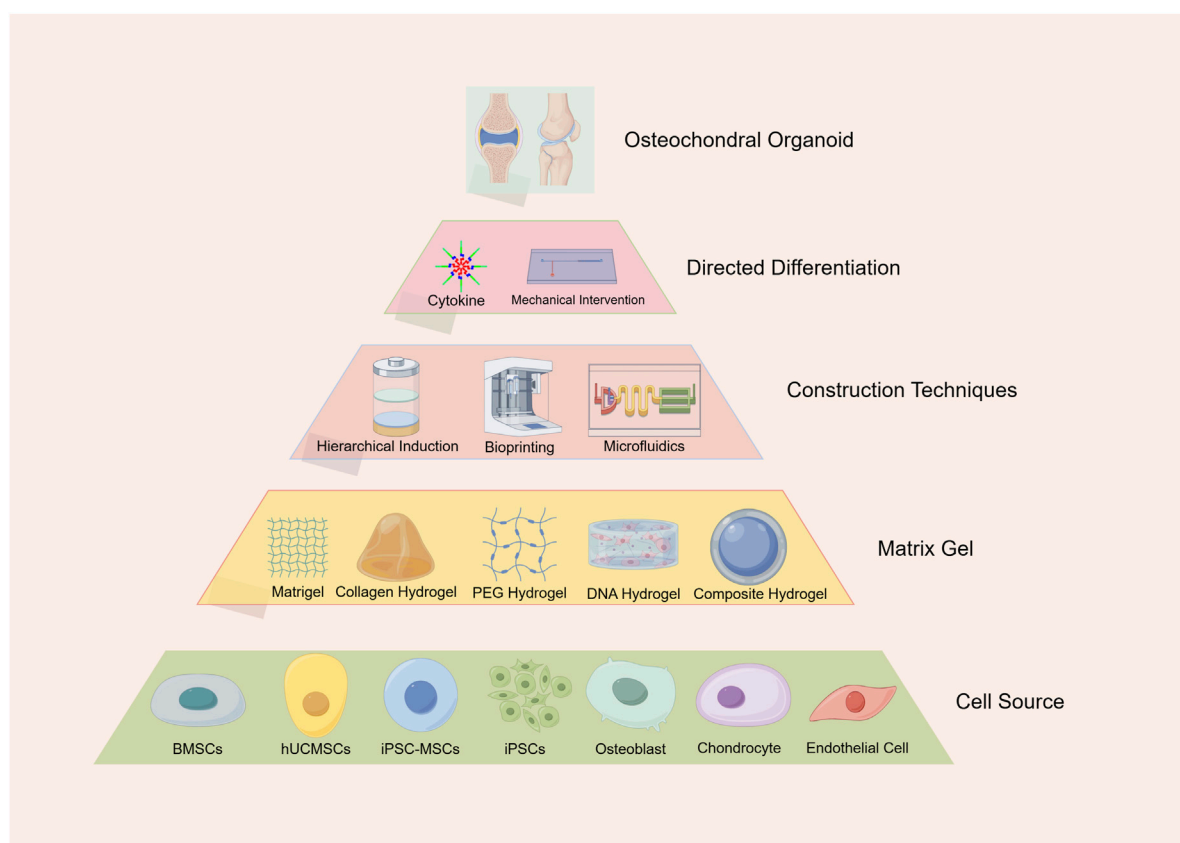 Osteochondral Organoid
Directed Differentiation
Cytokine
Mechanical Intervention
Construction Techniques
Hierarchical Induction
Bioprinting
Microfluidics
Matrix Gel
Matrigel
Collagen Hydrogel
PEG Hydrogel
DNA Hydrogel
Composite Hydrogel
Cell Source
BMSCs
hUCMSCs
iPSC-MSCs
iPSCs
Osteoblast
Chondrocyte
Endothelial Cell